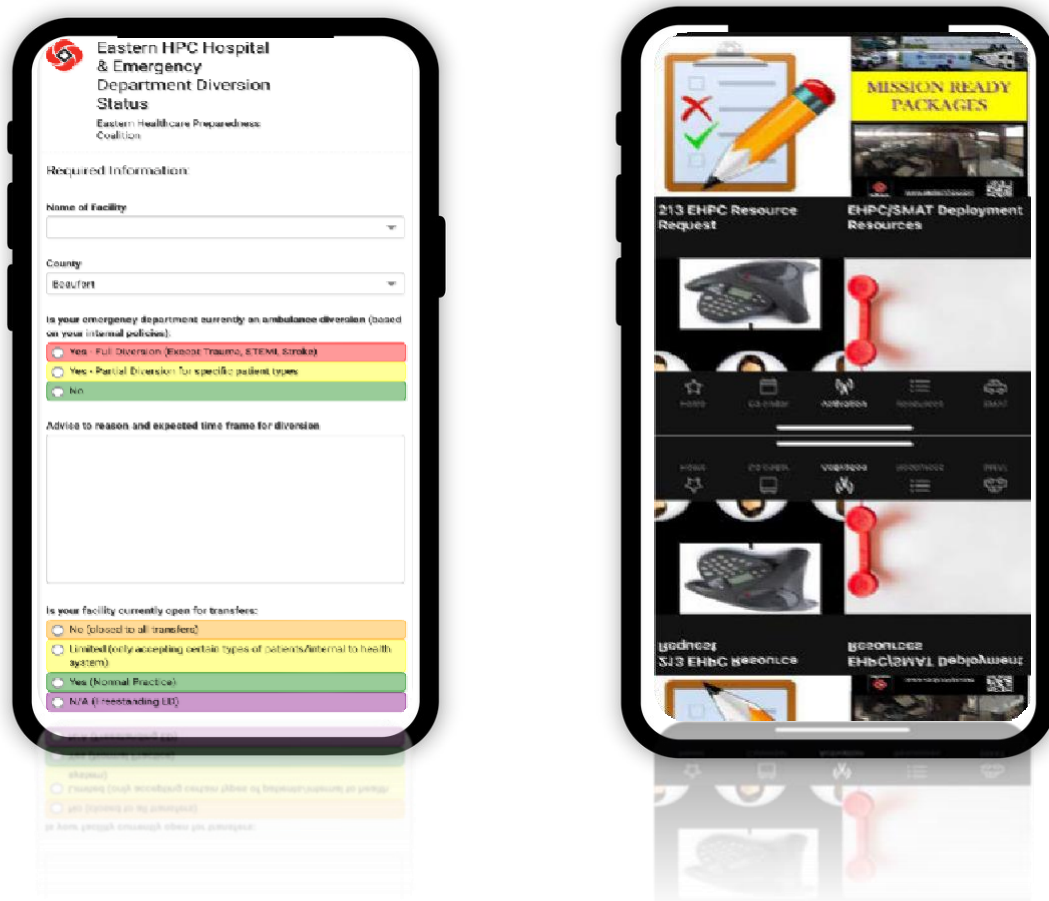 Eastern HPC Hospital
& Emergency
Department Diversion
Status
Eastern Healthcare Preparedness
Coalition
Required Information:
Name of Facility
County
Beaufort
Is your emergency department currently on ambulance diversion (based
on your internal policies):
Yes - Full Diversion (Except Trauma, STEMI, Stroke)
Yes - Partial Diversion for specific patient types
No
Advise to reason and expected time frame for diversion
Is your facility currently open for transfers:
No (closed to all transfers)
Limited (only accepting certain types of patients/internal to health
system)
Yes (Normal Practice)
N/A (Freestanding ED)
MISSION READY
PACKAGES
213 EHPC Resource
Request
EHPC/SMAT Deployment
Resources
Home
Calendar
Activation
Resources
SMAT